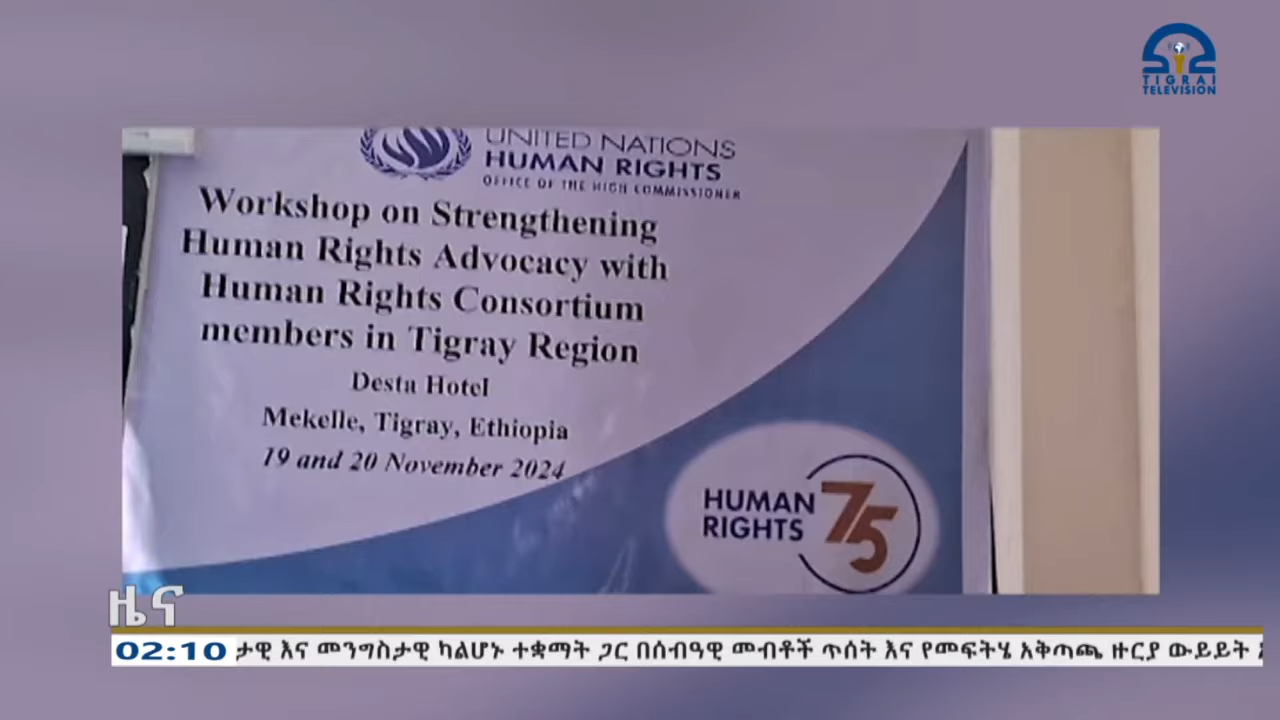 TIGRAI
TELEVISION
UNITED NATIONS
HUMAN RIGHTS
OFFICE OF THE HIGH COMMISSIONER
Workshop on Strengthening
Human Rights Advocacy with
Human Rights Consortium
members in Tigray Region
Desta Hotel
Mekelle, Tigray, Ethiopia
19 and 20 November 2024
HUMAN
RIGHTS
75
ዜና
02:10 ታዊ እና መንግስታዊ ካልሆኑ ተቋማት ጋር በሰብዓዊ መብቶች ጥሰት እና የመፍትሄ አቅጣጫ ዙርያ ውይይት